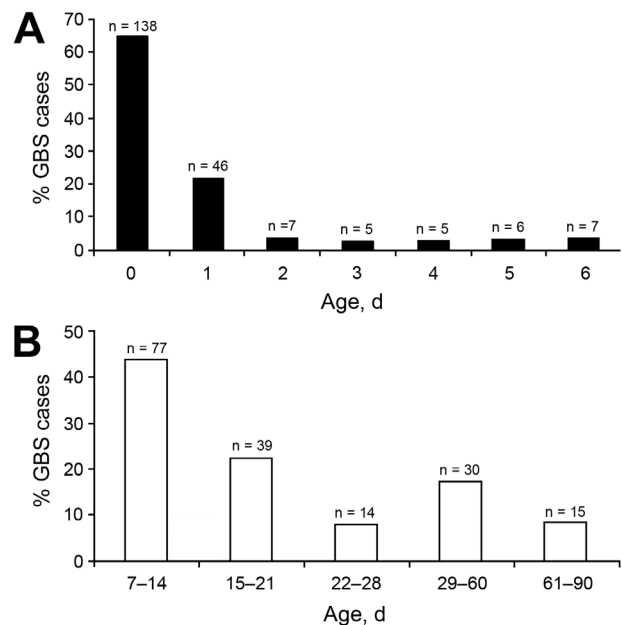 A
% GBS cases
70
60
50
40
30
20
10
0
n = 138
n = 46
n =7
n = 5
n = 5
n = 6
n = 7
0 1 2 3 4 5 6
Age, d
B
% GBS cases
50
40
30
20
10
0
n = 77
n = 39
n = 14
n = 30
n = 15
7–14 15–21 22–28 29–60 61–90
Age, d